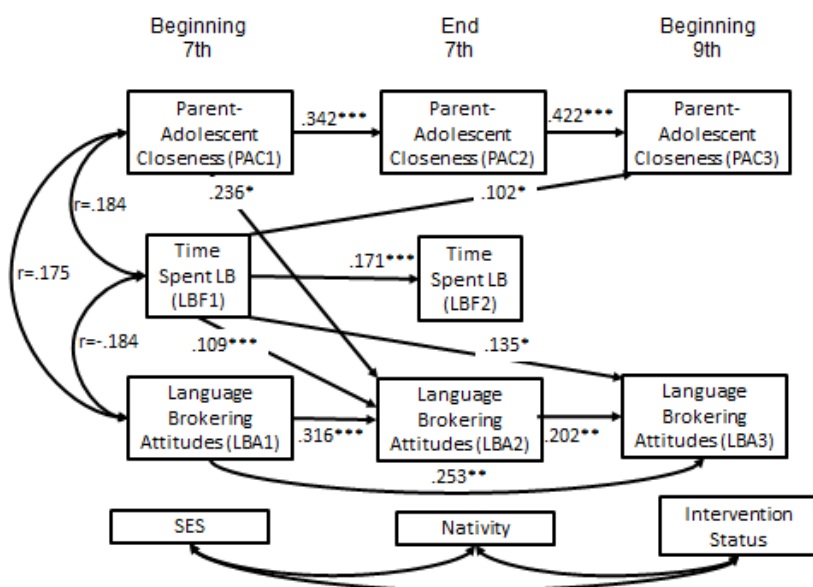 Beginning
7th
End
7th
Beginning
9th
Parent-
Adolescent
Closeness (PAC1)
.342***
Parent-
Adolescent
Closeness (PAC2)
.422***
Parent-
Adolescent
Closeness (PAC3)
.236*
.102*
r=.184
Time
Spent LB
(LBF1)
.171***
Time
Spent LB
(LBF2)
r=.175
r=-.184
.109***
.135*
Language
Brokering
Attitudes (LBA1)
.316***
Language
Brokering
Attitudes (LBA2)
.202**
Language
Brokering
Attitudes (LBA3)
.253**
SES
Nativity
Intervention
Status